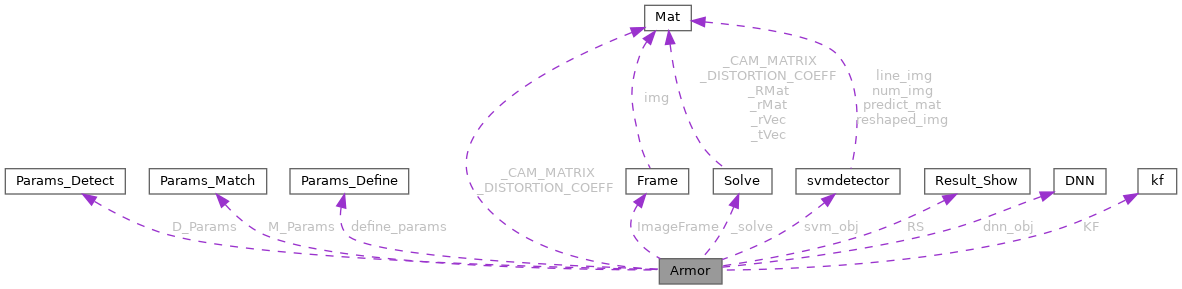 Mat
_CAM_MATRIX
_DISTORTION_COEFF
_RMat
_rMat
_rVec
_tVec
line_img
num_img
predict_mat
reshaped_img
img
_CAM_MATRIX
_DISTORTION_COEFF
Params_Detect
Params_Match
Params_Define
Frame
Solve
svmdetector
Result_Show
DNN
kf
D_Params
M_Params
define_params
ImageFrame
_solve
svm_obj
RS
dnn_obj
KF
Armor